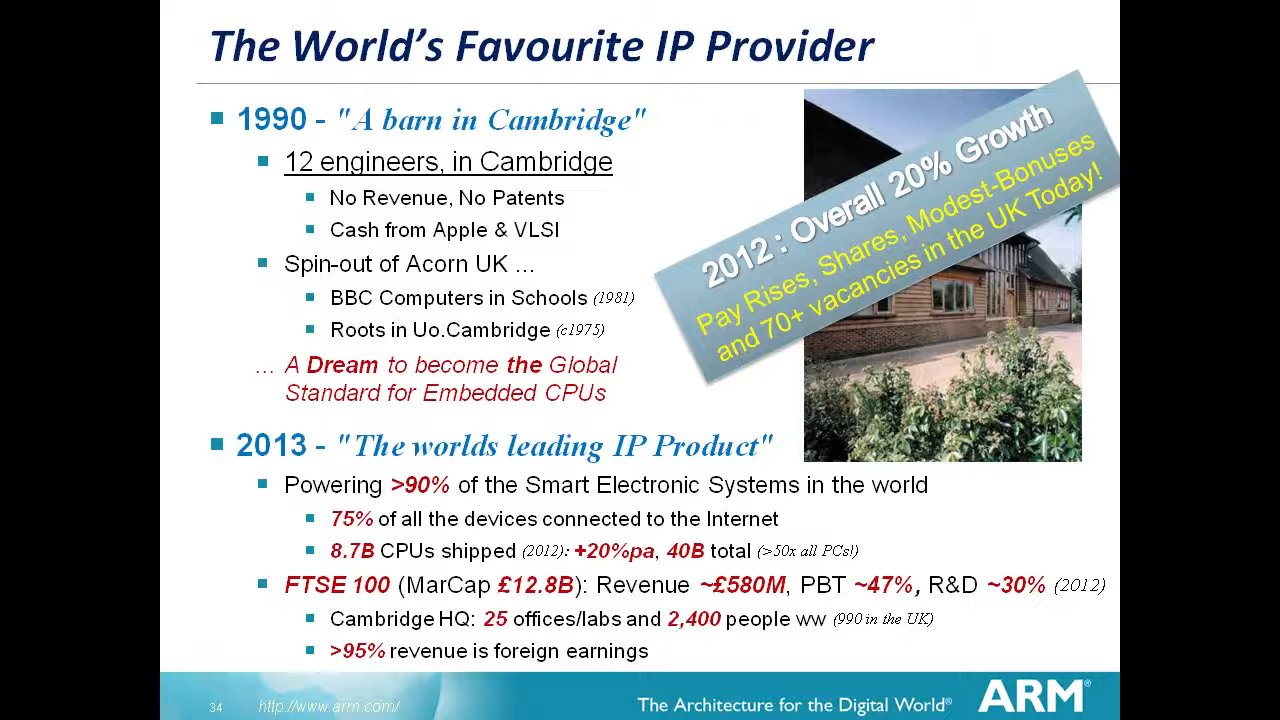 The World's Favourite IP Provider
1990 - "A barn in Cambridge"
12 engineers, in Cambridge
No Revenue, No Patents
Cash from Apple & VLSI
Spin-out of Acorn UK ...
BBC Computers in Schools (1981)
Roots in Uo.Cambridge (c1975)
... A Dream to become the Global
Standard for Embedded CPUs
2012 : Overall 20% Growth
Pay Rises, Shares, Modest-Bonuses
and 70+ vacancies in the UK Today!
2013 - "The worlds leading IP Product"
Powering >90% of the Smart Electronic Systems in the world
75% of all the devices connected to the Internet
8.7B CPUs shipped (2012): +20%pa, 40B total (>50x all PCs!)
FTSE 100 (MarCap £12.8B): Revenue ~£580M, PBT ~47%, R&D ~30% (2012)
Cambridge HQ: 25 offices/labs and 2,400 people ww (990 in the UK)
>95% revenue is foreign earnings
34 http://www.arm.com/ The Architecture for the Digital World® ARM®